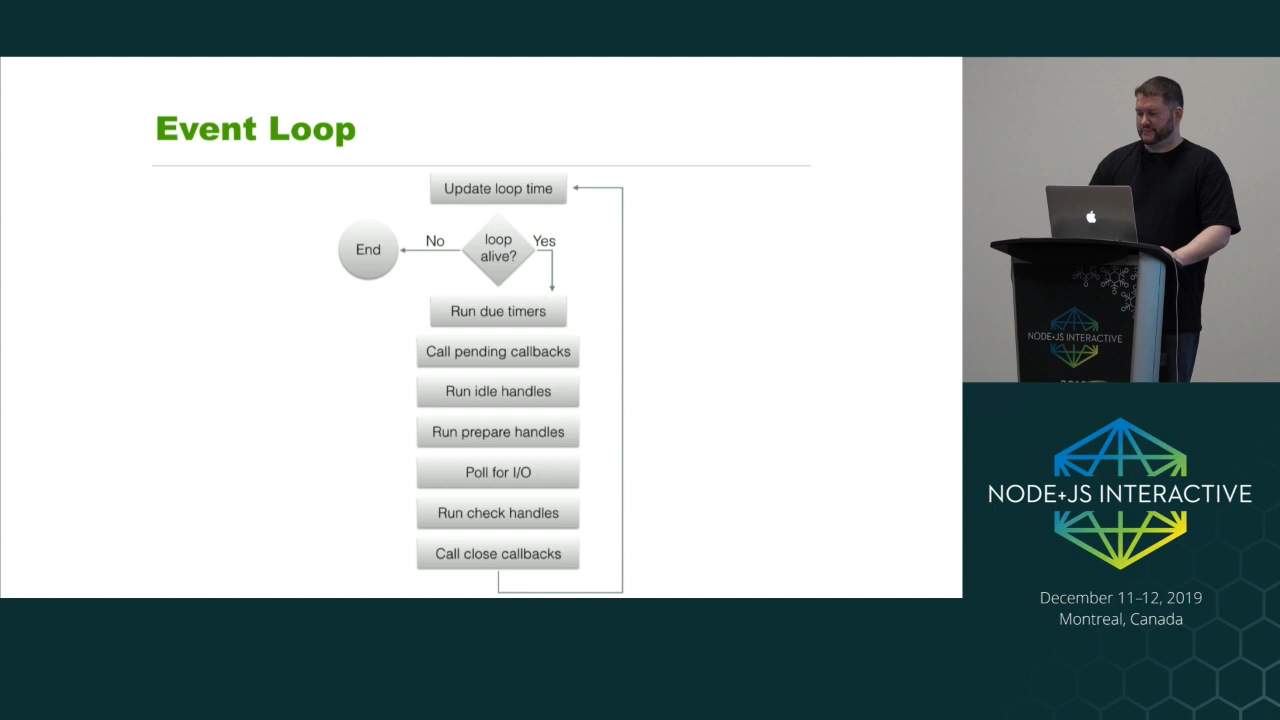 Event Loop
Update loop time
End
No
loop
alive?
Yes
Run due timers
Call pending callbacks
Run idle handles
Run prepare handles
Poll for I/O
Run check handles
Call close callbacks
NODE+JS INTERACTIVE
NODE+JS INTERACTIVE
December 11–12, 2019
Montreal, Canada